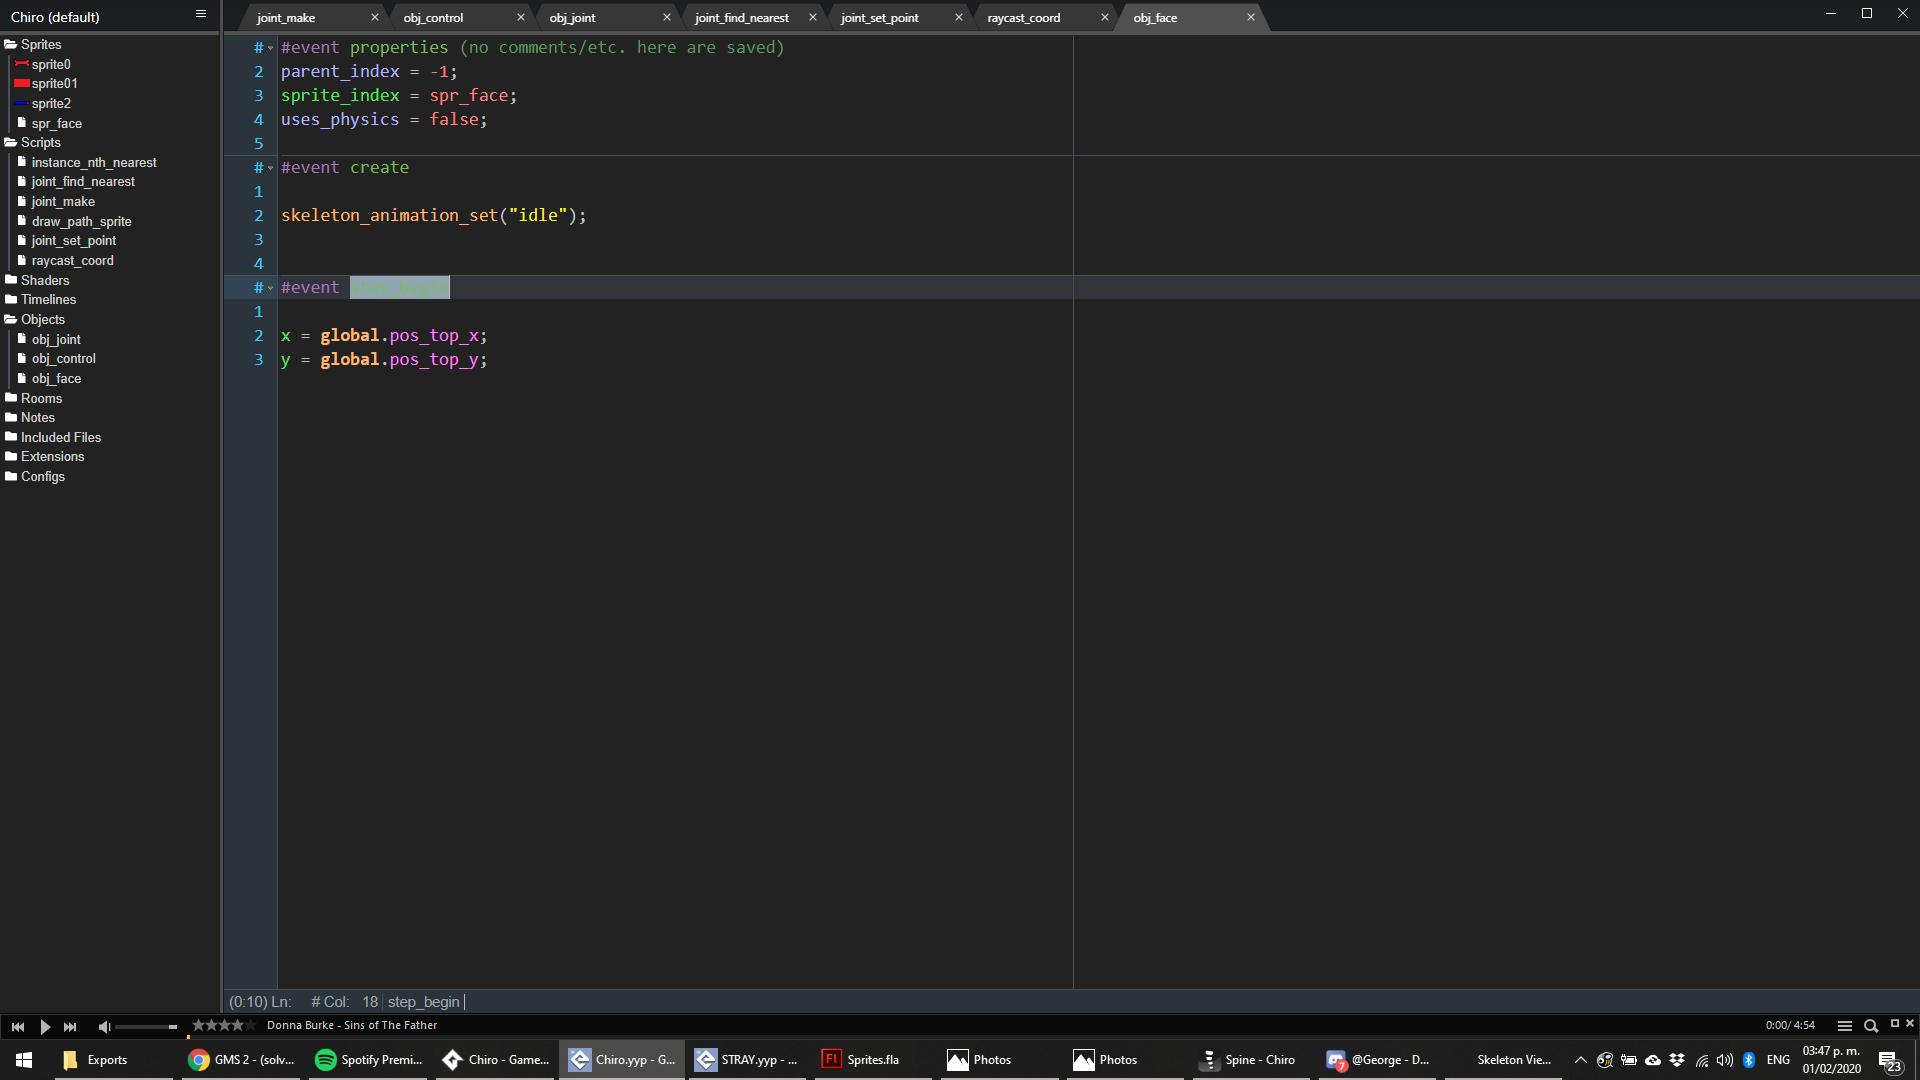 Chiro (default)
joint_make
obj_control
obj_joint
joint_find_nearest
joint_set_point
raycast_coord
obj_face
Sprites
sprite0
sprite01
sprite2
spr_face
Scripts
instance_nth_nearest
joint_find_nearest
joint_make
draw_path_sprite
joint_set_point
raycast_coord
Shaders
Timelines
Objects
obj_joint
obj_control
obj_face
Rooms
Notes
Included Files
Extensions
Configs
# #event properties (no comments/etc. here are saved)
2 parent_index = -1;
3 sprite_index = spr_face;
4 uses_physics = false;
5
# #event create
1
2 skeleton_animation_set("idle");
3
4
# #event step_begin
1
2 x = global.pos_top_x;
3 y = global.pos_top_y;
(0:10) Ln: # Col: 18 step_begin
Donna Burke - Sins of The Father
0:00/ 4:54
Exports
GMS 2 - (solv...
Spotify Premi...
Chiro - Game...
Chiro.yyp - G...
STRAY.yyp - ...
Fl Sprites.fla
Photos
Photos
Spine - Chiro
7 @George - D...
Skeleton Vie...
ENG
03:47 p. m.
01/02/2020
23